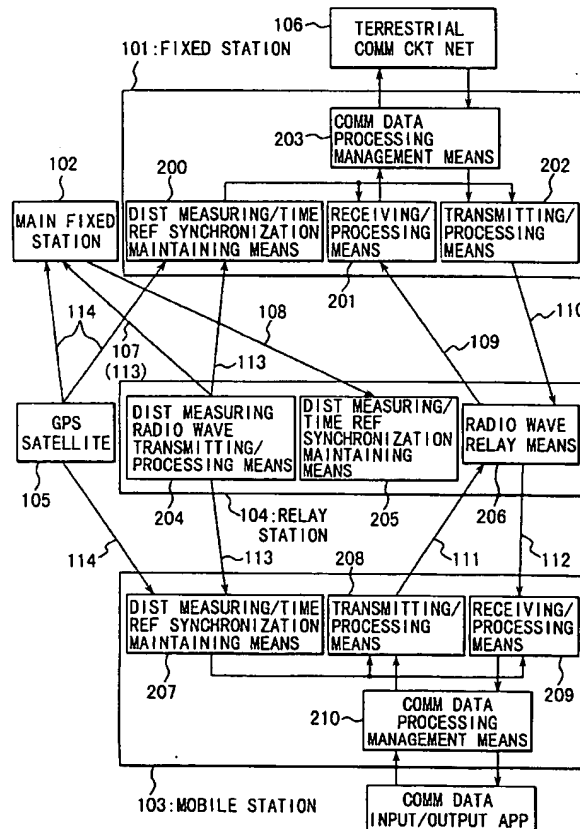 106
TERRESTRIAL
COMM CKT NET
101:FIXED STATION
203
COMM DATA
PROCESSING
MANAGEMENT MEANS
102
200
202
MAIN FIXED
STATION
DIST MEASURING/TIME
REF SYNCHRONIZATION
MAINTAINING MEANS
RECEIVING/
PROCESSING
MEANS
TRANSMITTING/
PROCESSING
MEANS
201
114
107
(113)
113
108
109
110
GPS
SATELLITE
105
DIST MEASURING
RADIO WAVE
TRANSMITTING/
PROCESSING MEANS
DIST MEASURING/
TIME REF
SYNCHRONIZATION
MAINTAINING
MEANS
RADIO WAVE
RELAY MEANS
204
205
206
104:RELAY
STATION
114
113
208
111
112
DIST MEASURING/TIME
REF SYNCHRONIZATION
MAINTAINING MEANS
TRANSMITTING/
PROCESSING
MEANS
RECEIVING/
PROCESSING
MEANS
207
209
210
COMM DATA
PROCESSING
MANAGEMENT MEANS
103:MOBILE STATION
COMM DATA
INPUT/OUTPUT APP